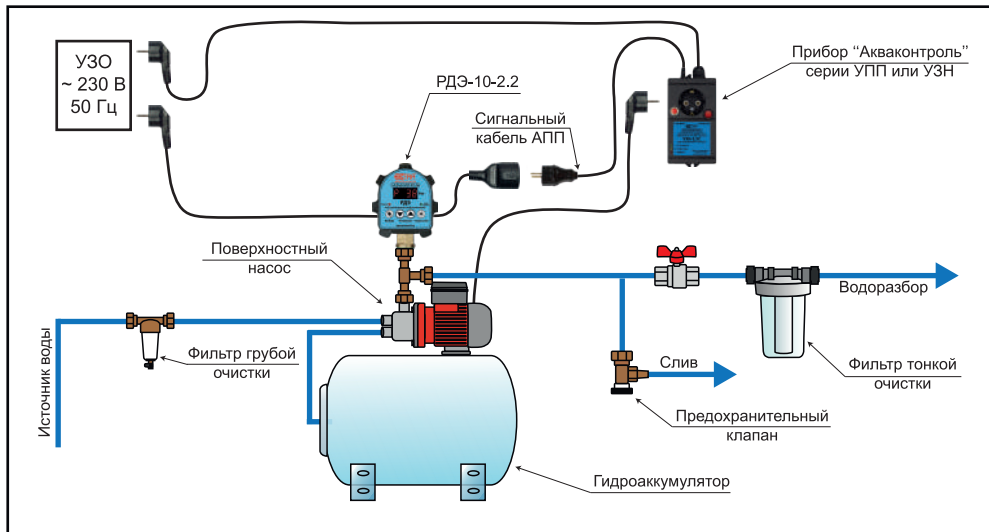 УЗО
~ 230 В
50 Гц
РДЭ-10-2.2
Сигнальный
кабель АПП
Прибор “Акваконтроль”
серии УПП или УЗН
Поверхностный
насос
Водоразбор
Источник воды
Фильтр грубой
очистки
Слив
Фильтр тонкой
очистки
Предохранительный
клапан
Гидроаккумулятор
РДЭ